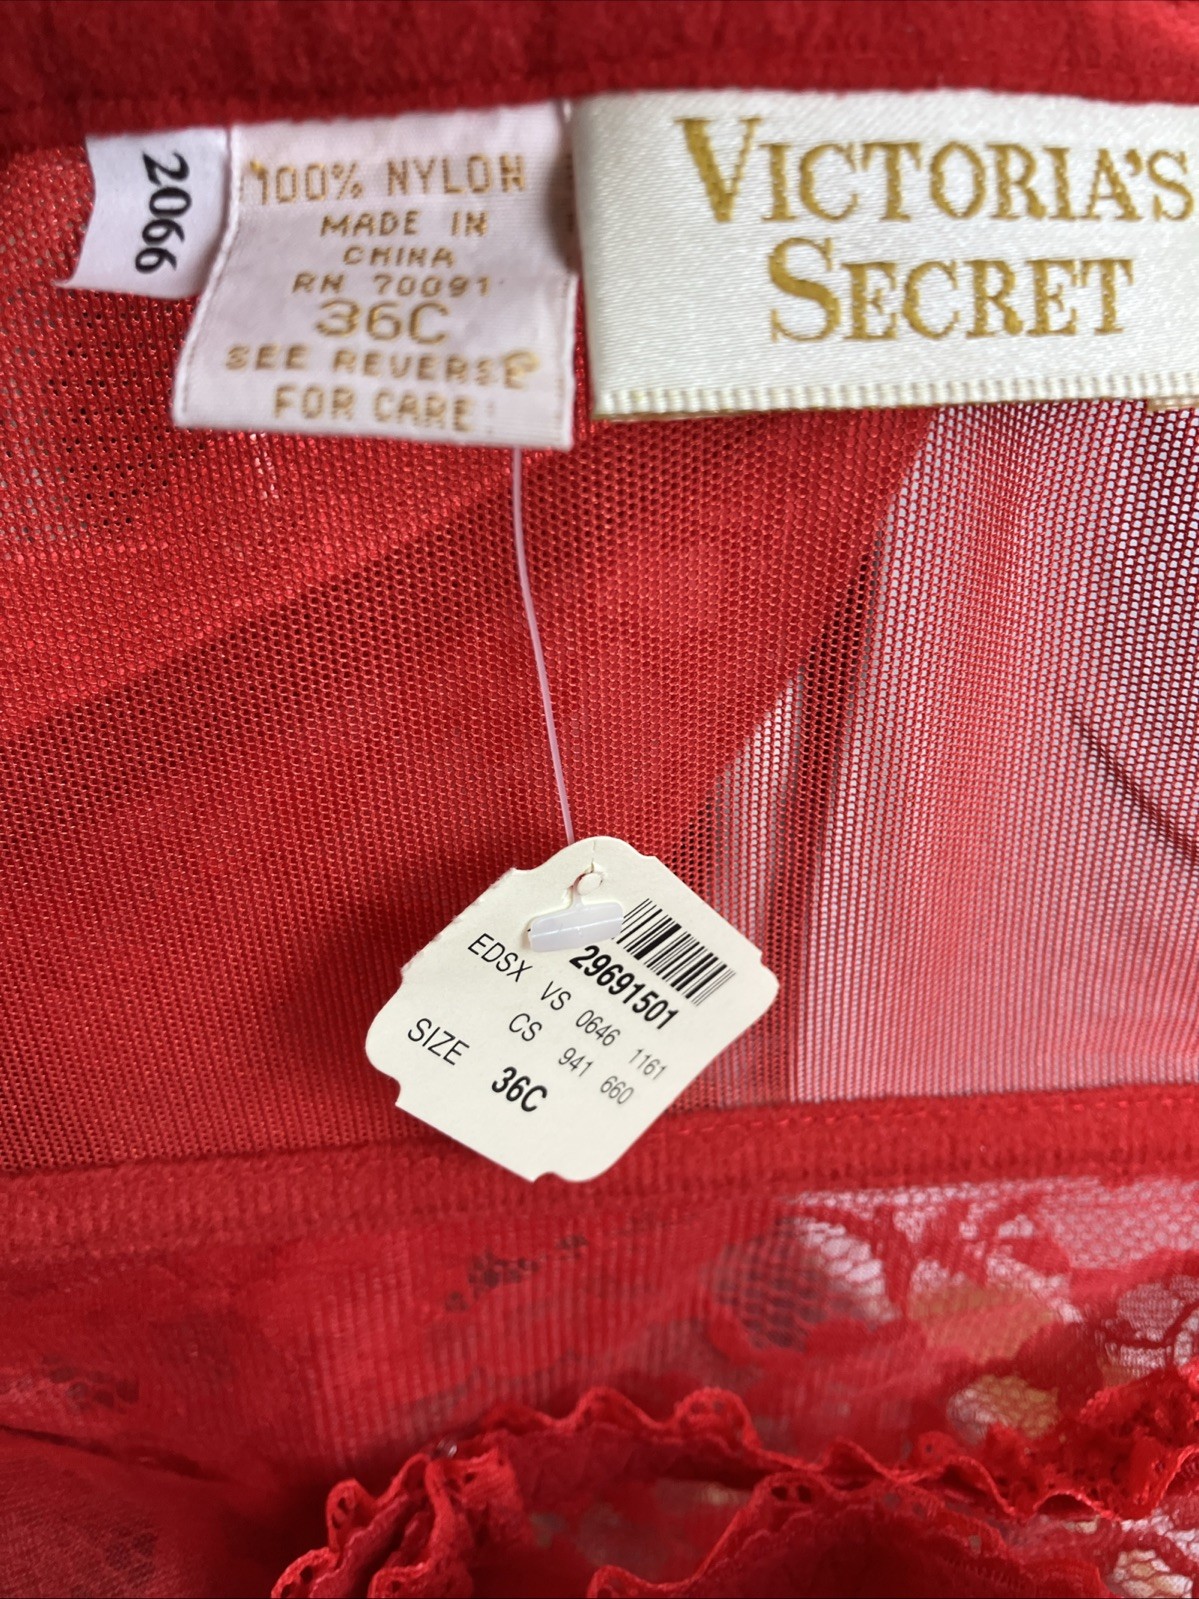 2066
100% NYLON
MADE IN
CHINA
RN 70091
36C
SEE REVERSE
FOR CARE
VICTORIA'S
SECRET
29691501
EDSX VS 0646 1161
CS 941 660
SIZE 36C